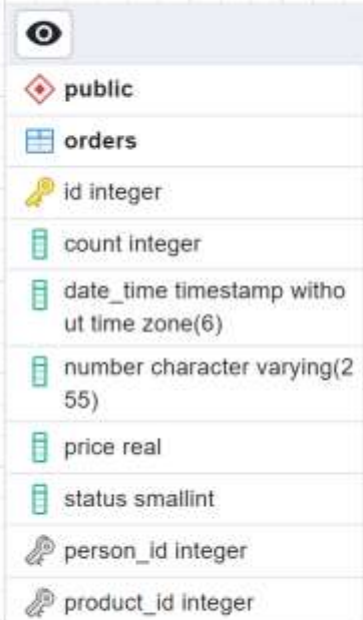 public
orders
id integer
count integer
date_time timestamp witho
ut time zone(6)
number character varying(2
55)
price real
status smallint
person_id integer
product_id integer